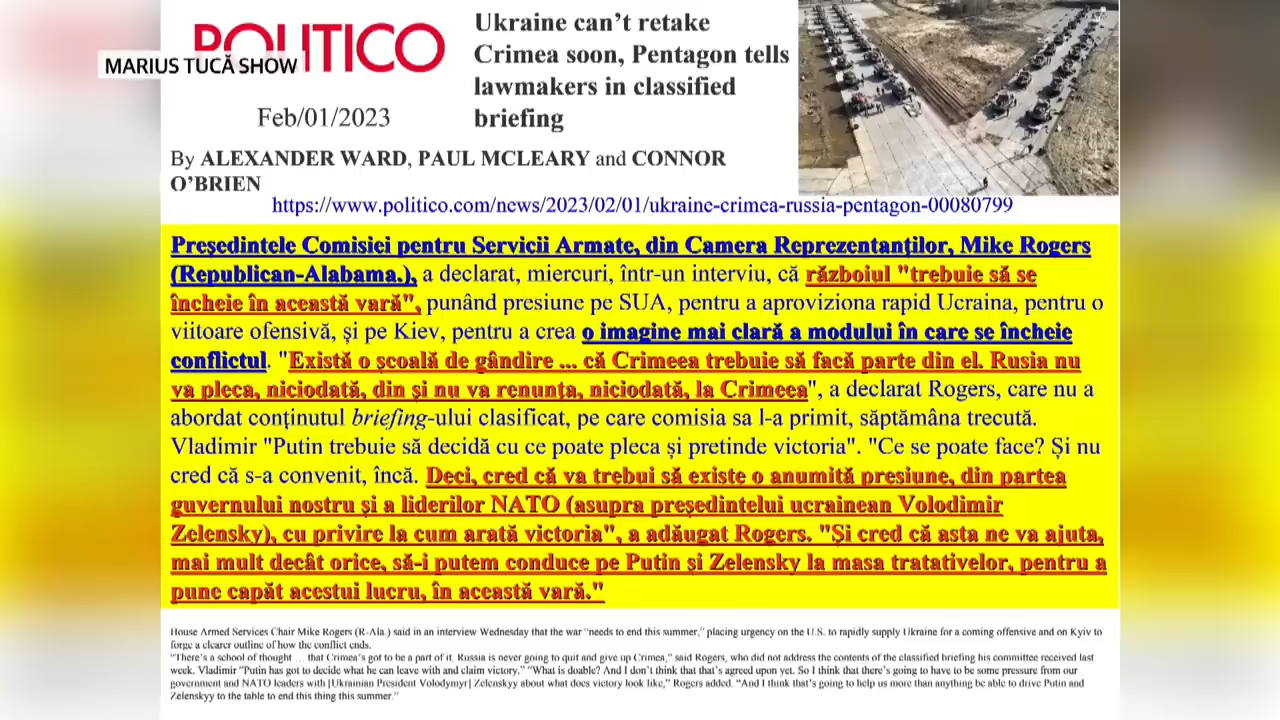 POLITICO
MARIUS TUCĂ SHOW
Feb/01/2023
Ukraine can’t retake
Crimea soon, Pentagon tells
lawmakers in classified
briefing
By ALEXANDER WARD, PAUL MCLEARY and CONNOR
O’BRIEN
https://www.politico.com/news/2023/02/01/ukraine-crimea-russia-pentagon-00080799
Președintele Comisiei pentru Servicii Armate, din Camera Reprezentanților, Mike Rogers
(Republican-Alabama.), a declarat, miercuri, într-un interviu, că războiul "trebuie să se
încheie în această vară", punând presiune pe SUA, pentru a aproviziona rapid Ucraina, pentru o
viitoare ofensivă, și pe Kiev, pentru a crea o imagine mai clară a modului în care se încheie
conflictul. "Există o școală de gândire ... că Crimeea trebuie să facă parte din el. Rusia nu
va pleca, niciodată, din și nu va renunța, niciodată, la Crimeea", a declarat Rogers, care nu a
abordat conținutul briefing-ului clasificat, pe care comisia sa l-a primit, săptămâna trecută.
Vladimir "Putin trebuie să decidă cu ce poate pleca și pretinde victoria". "Ce se poate face? Și nu
cred că s-a convenit, încă. Deci, cred că va trebui să existe o anumită presiune, din partea
guvernului nostru și a liderilor NATO (asupra președintelui ucrainean Volodimir
Zelensky), cu privire la cum arată victoria", a adăugat Rogers. "Și cred că asta ne va ajuta,
mai mult decât orice, să-i putem conduce pe Putin și Zelensky la masa tratativelor, pentru a
pune capăt acestui lucru, în această vară."
House Armed Services Chair Mike Rogers (R-Ala.) said in an interview Wednesday that the war “needs to end this summer,” placing urgency on the U.S. to rapidly supply Ukraine for a coming offensive and on Kyiv to
forge a clearer outline of how the conflict ends.
“There’s a school of thought … that Crimea’s got to be a part of it. Russia is never going to quit and give up Crimea,” said Rogers, who did not address the contents of the classified briefing his committee received last
week. Vladimir “Putin has got to decide what he can leave with and claim victory.” “What is doable? And I don’t think that that’s agreed upon yet. So I think that there’s going to have to be some pressure from our
government and NATO leaders with [Ukrainian President Volodymyr] Zelenskyy about what does victory look like,” Rogers added. “And I think that’s going to help us more than anything be able to drive Putin and
Zelenskyy to the table to end this thing this summer.”